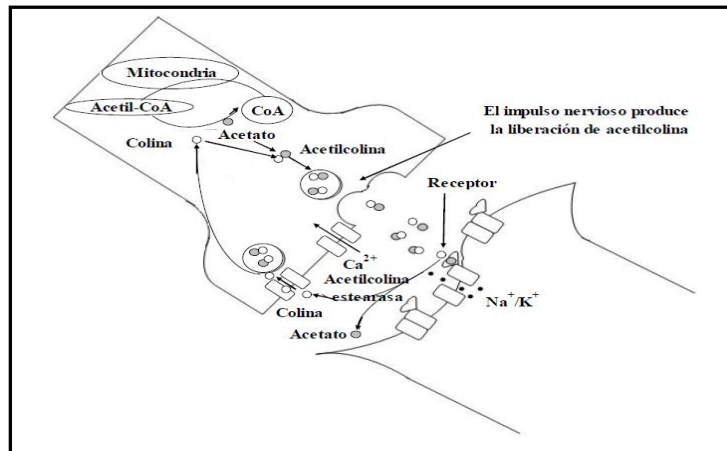 Mitocondria
Acetil-CoA
CoA
Acetato
Colina
Acetilcolina
El impulso nervioso produce
la liberación de acetilcolina
Receptor
Ca2+
Acetilcolina
estearasa
Na+/K+
Colina
Acetato